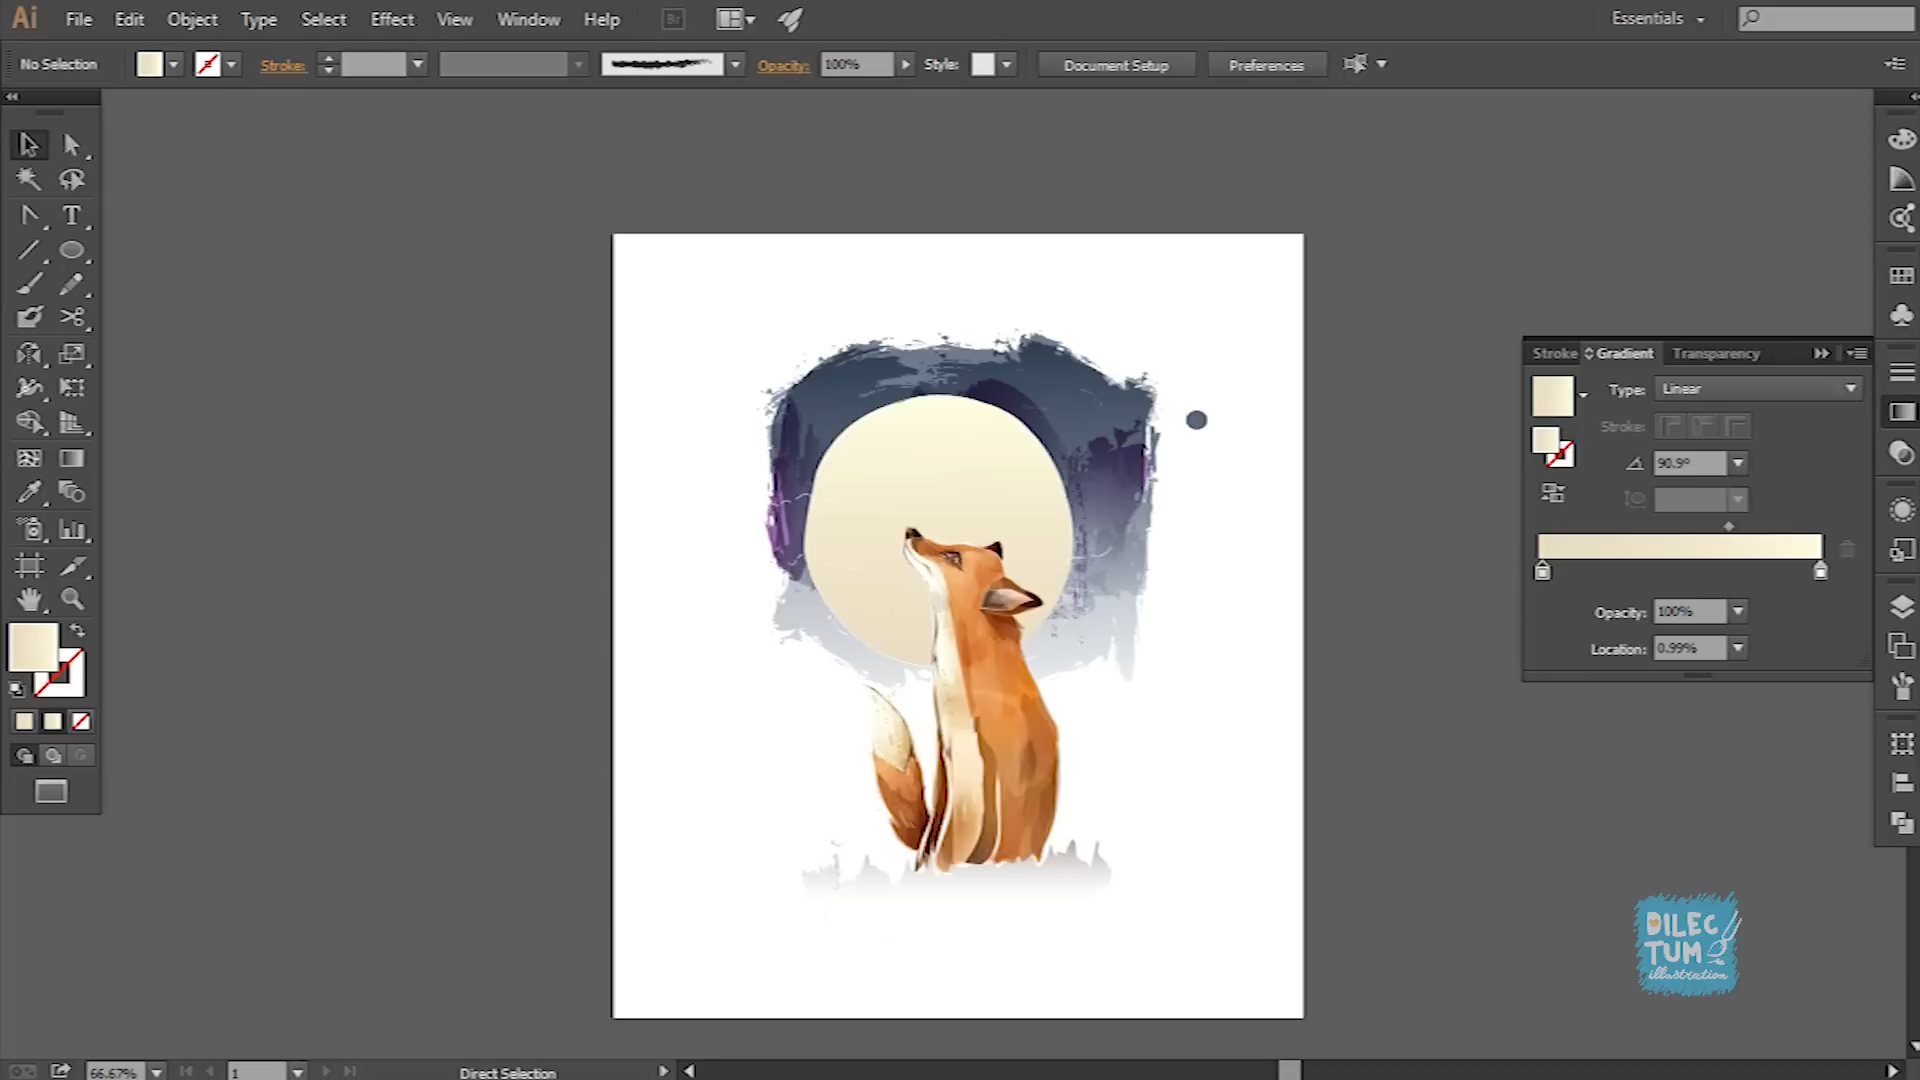 Ai File Edit Object Type Select Effect View Window Help Br Essentials
No Selection Stroke: Opacity: 100% Style: Document Setup Preferences
T
Stroke Gradient Transparency
Type: Linear
Stroke:
90.9°
Opacity: 100%
Location: 0.99%
DILEC
TUM
illustration
66.67% 1 Direct Selection